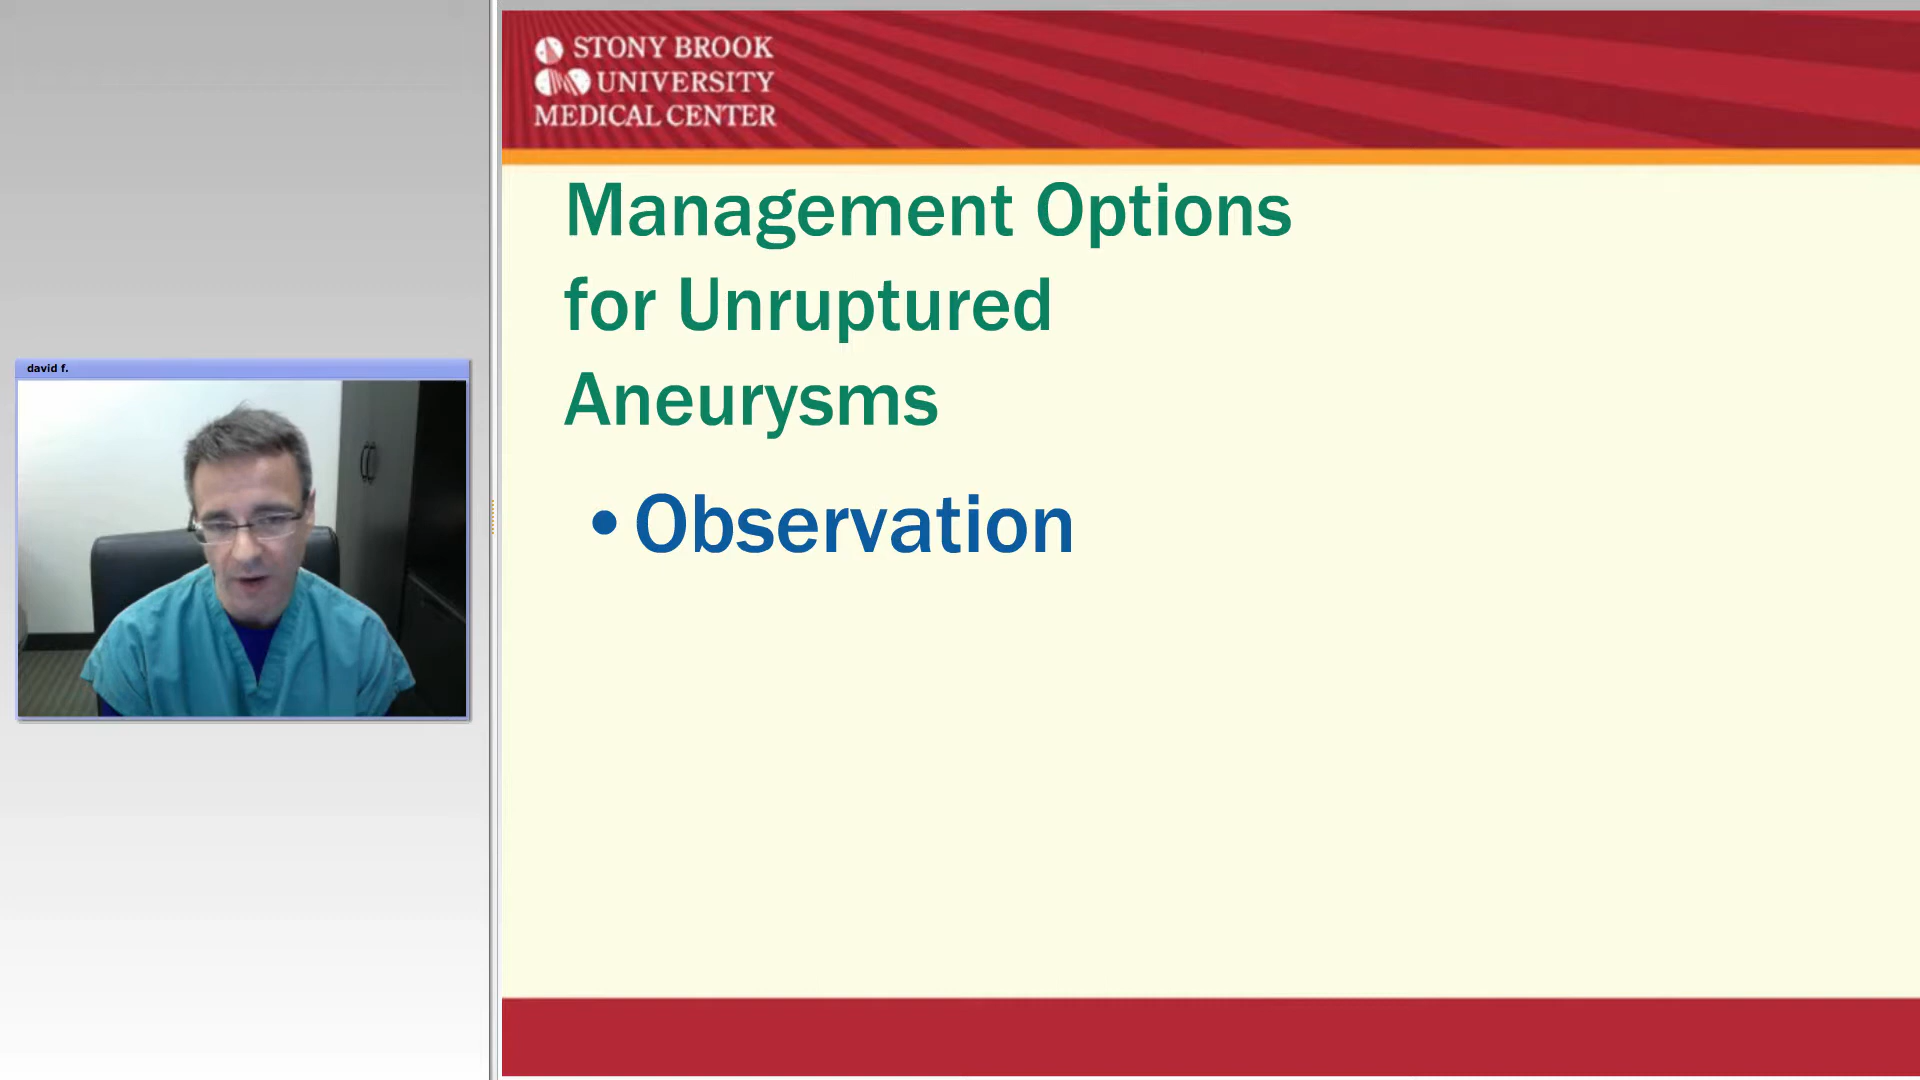 STONY BROOK
UNIVERSITY
MEDICAL CENTER
Management Options
for Unruptured
Aneurysms
david f.
• Observation